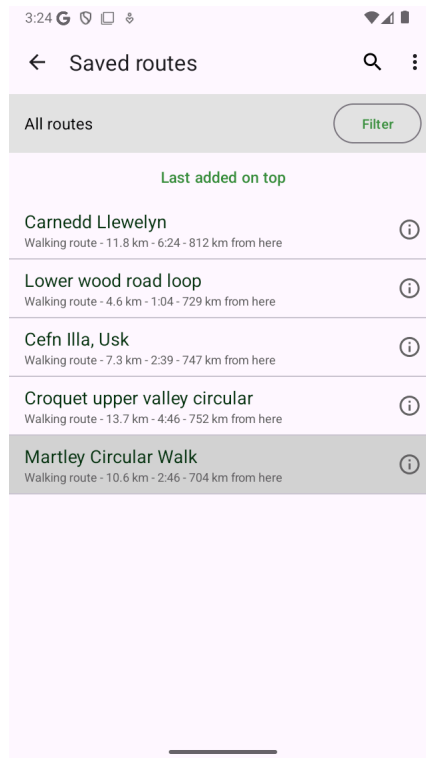 3:24
Saved routes
All routes
Filter
Last added on top
Carnedd Llewelyn
Walking route - 11.8 km - 6:24 - 812 km from here
Lower wood road loop
Walking route - 4.6 km - 1:04 - 729 km from here
Cefn Illa, Usk
Walking route - 7.3 km - 2:39 - 747 km from here
Croquet upper valley circular
Walking route - 13.7 km - 4:46 - 752 km from here
Martley Circular Walk
Walking route - 10.6 km - 2:46 - 704 km from here